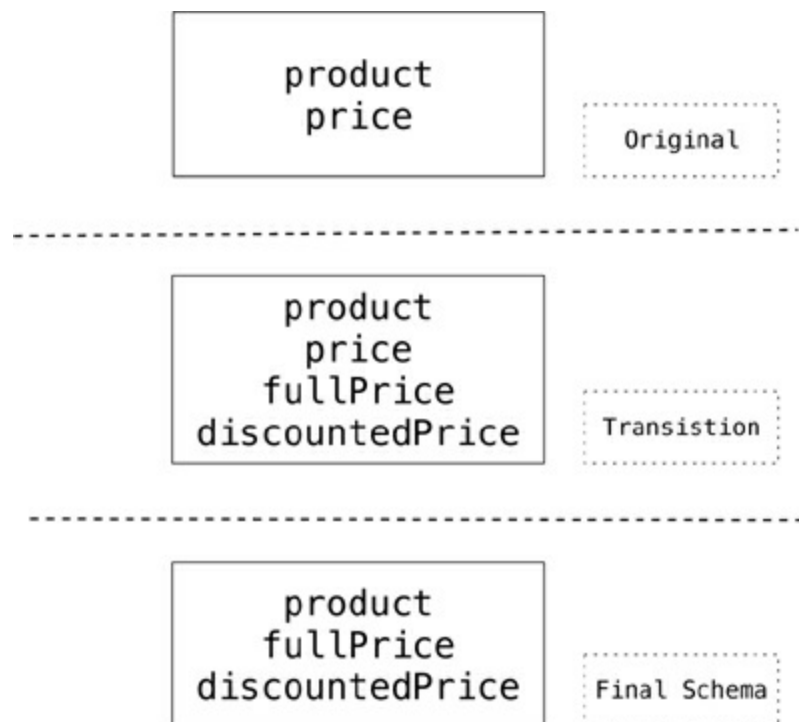 product
price
Original
product
price
fullPrice
discountedPrice
Transistion
product
fullPrice
discountedPrice
Final Schema